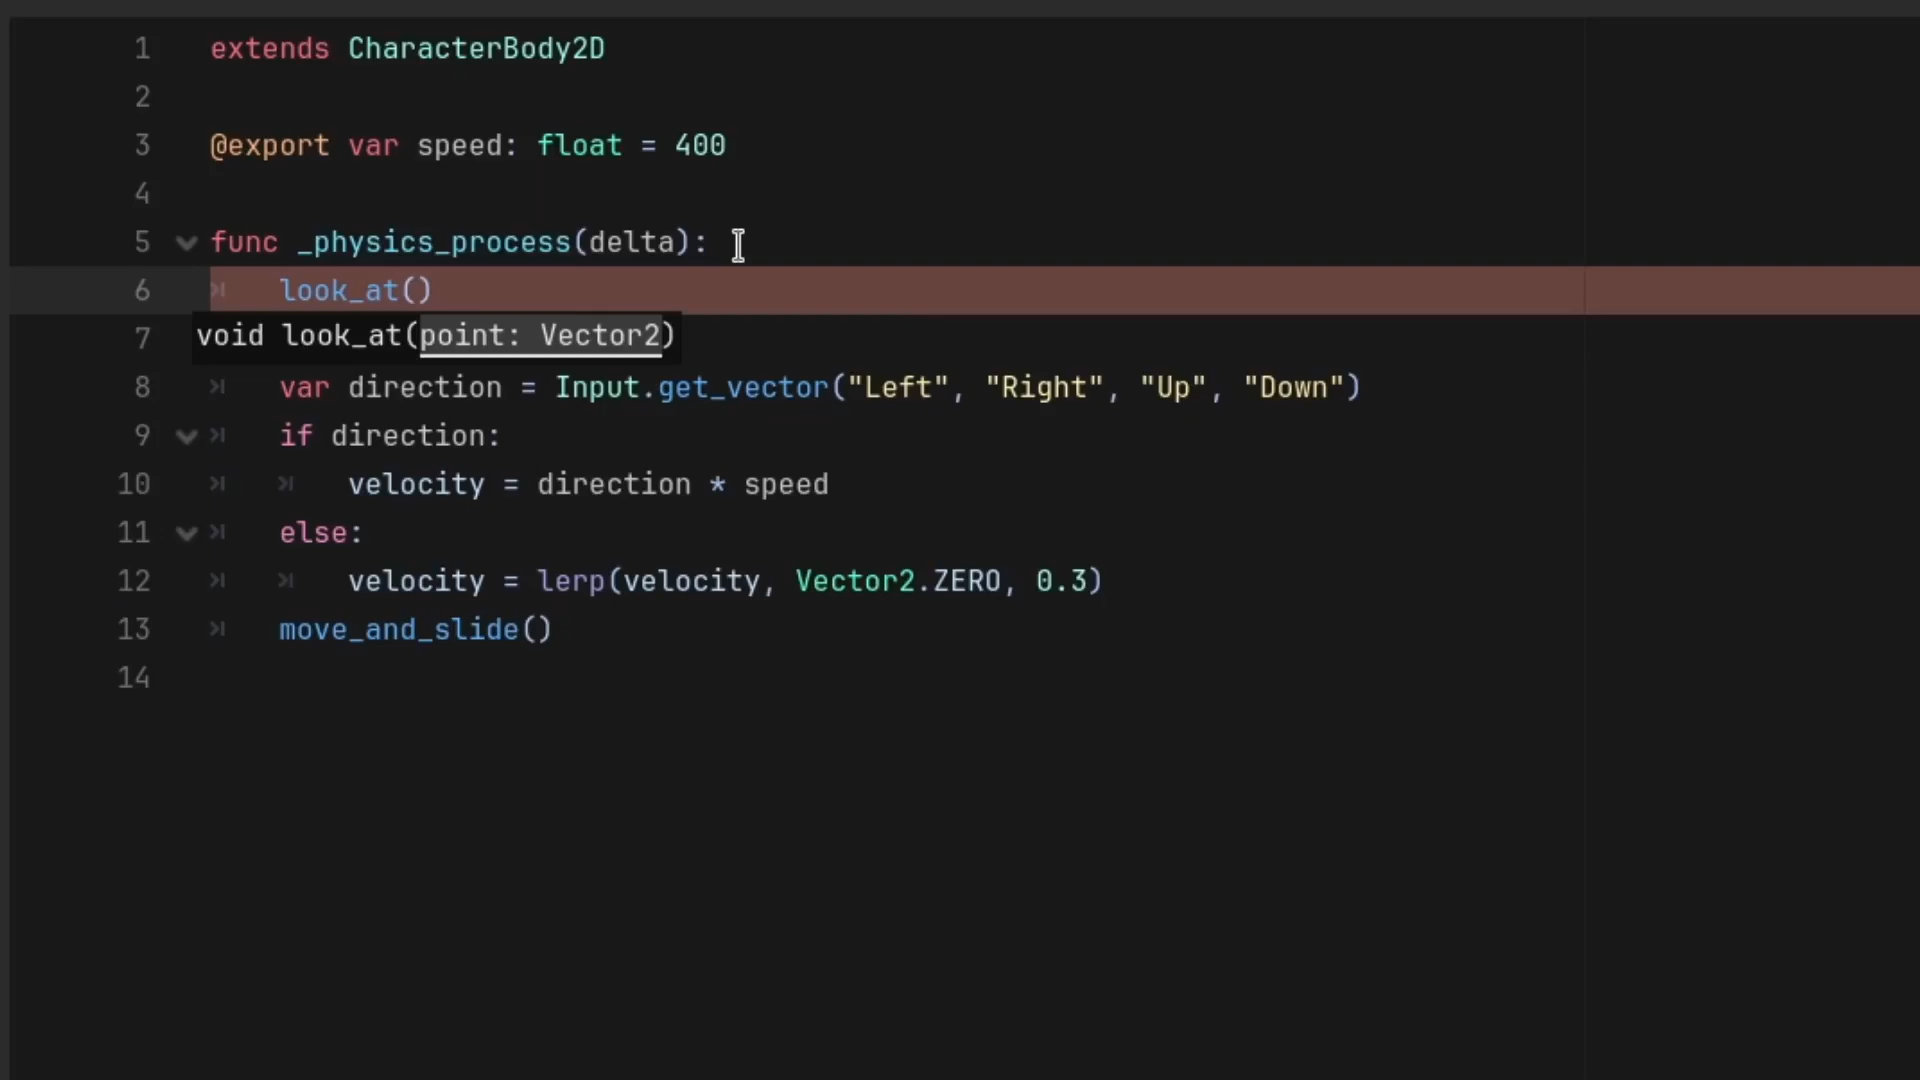 1 extends CharacterBody2D
2
3 @export var speed: float = 400
4
5 func _physics_process(delta):
6 look_at()
7 void look_at(point: Vector2)
8 var direction = Input.get_vector("Left", "Right", "Up", "Down")
9 if direction:
10 velocity = direction * speed
11 else:
12 velocity = lerp(velocity, Vector2.ZERO, 0.3)
13 move_and_slide()
14